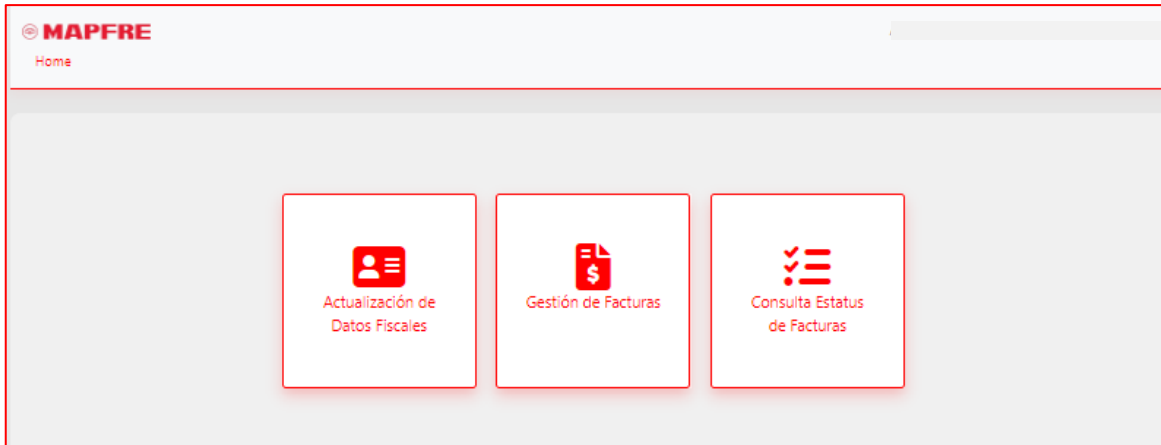 MAPFRE
Home
Actualización de
Datos Fiscales
$
Gestión de Facturas
Consulta Estatus
de Facturas